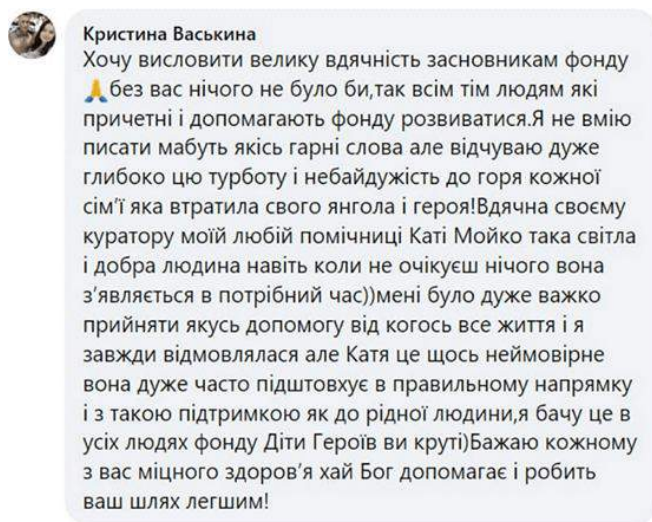 Кристина Васькина
Хочу висловити велику вдячність засновникам фонду
🙏без вас нічого не було би,так всім тім людям які
причетні і допомагають фонду розвиватися.Я не вмію
писати мабуть якісь гарні слова але відчуваю дуже
глибоко цю турботу і небайдужість до горя кожної
сім'ї яка втратила свого янгола і героя!Вдячна своєму
куратору моїй любій помічниці Каті Мойко така світла
і добра людина навіть коли не очікуєш нічого вона
з'являється в потрібний час))мені було дуже важко
прийняти якусь допомогу від когось все життя і я
завжди відмовлялася але Катя це щось неймовірне
вона дуже часто підштовхує в правильному напрямку
і з такою підтримкою як до рідної людини,я бачу це в
усіх людях фонду Діти Героїв ви круті)Бажаю кожному
з вас міцного здоров'я хай Бог допомагає і робить
ваш шлях легшим!